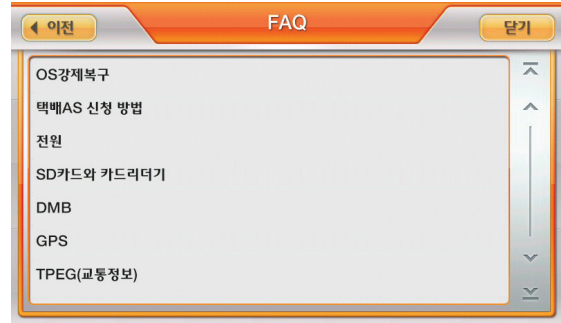 이전
FAQ
닫기
OS강제복구
택배AS 신청 방법
전원
SD카드와 카드리더기
DMB
GPS
TPEG(교통정보)